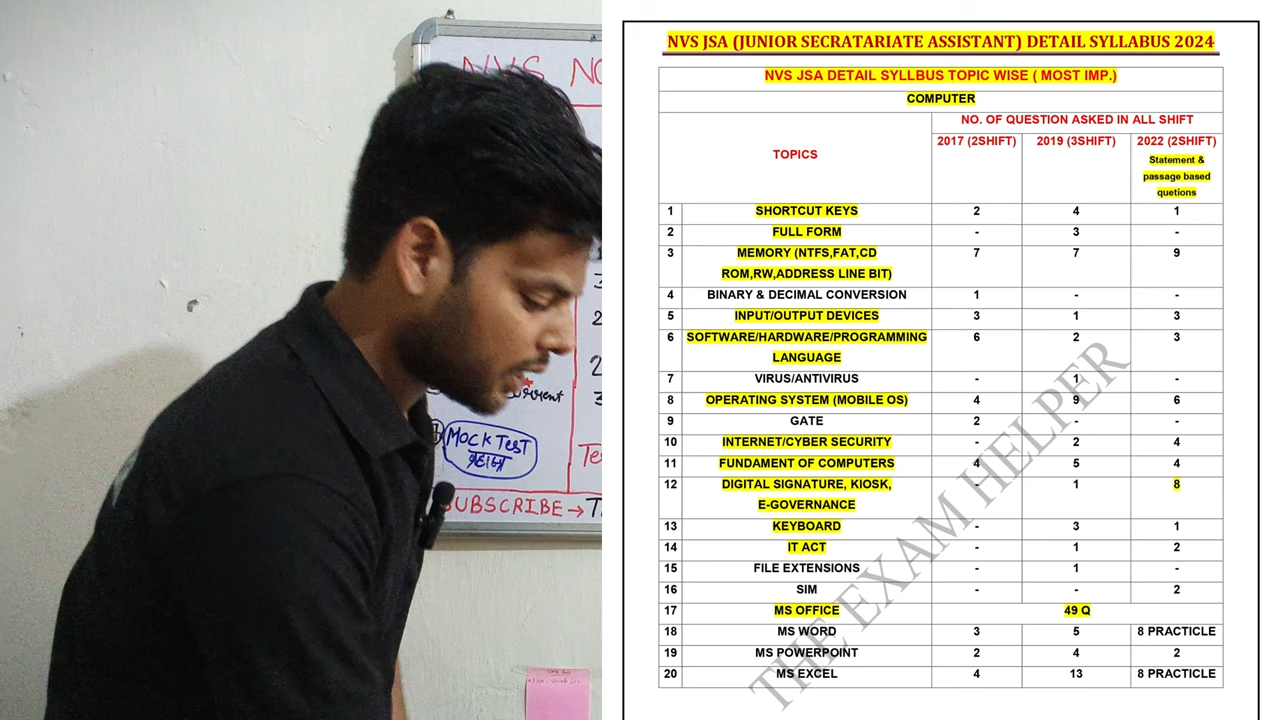 NVS NO
urrent
MOCK TEST
SUBSCRIBE → T
NVS JSA (JUNIOR SECRATARIATE ASSISTANT) DETAIL SYLLABUS 2024
NVS JSA DETAIL SYLLBUS TOPIC WISE ( MOST IMP.)
COMPUTER
TOPICS NO. OF QUESTION ASKED IN ALL SHIFT
2017 (2SHIFT) 2019 (3SHIFT) 2022 (2SHIFT)
Statement &
passage based
quetions
1 SHORTCUT KEYS 2 4 1
2 FULL FORM - 3 -
3 MEMORY (NTFS,FAT,CD 7 7 9
ROM,RW,ADDRESS LINE BIT)
4 BINARY & DECIMAL CONVERSION 1 - -
5 INPUT/OUTPUT DEVICES 3 1 3
6 SOFTWARE/HARDWARE/PROGRAMMING 6 2 3
LANGUAGE
7 VIRUS/ANTIVIRUS - 1 -
8 OPERATING SYSTEM (MOBILE OS) 4 9 6
9 GATE 2 - -
10 INTERNET/CYBER SECURITY - 2 4
11 FUNDAMENT OF COMPUTERS 4 5 4
12 DIGITAL SIGNATURE, KIOSK, - 1 8
E-GOVERNANCE
13 KEYBOARD - 3 1
14 IT ACT - 1 2
15 FILE EXTENSIONS - 1 -
16 SIM - - 2
17 MS OFFICE 49 Q
18 MS WORD 3 5 8 PRACTICLE
19 MS POWERPOINT 2 4 2
20 MS EXCEL 4 13 8 PRACTICLE
THE EXAM HELPER